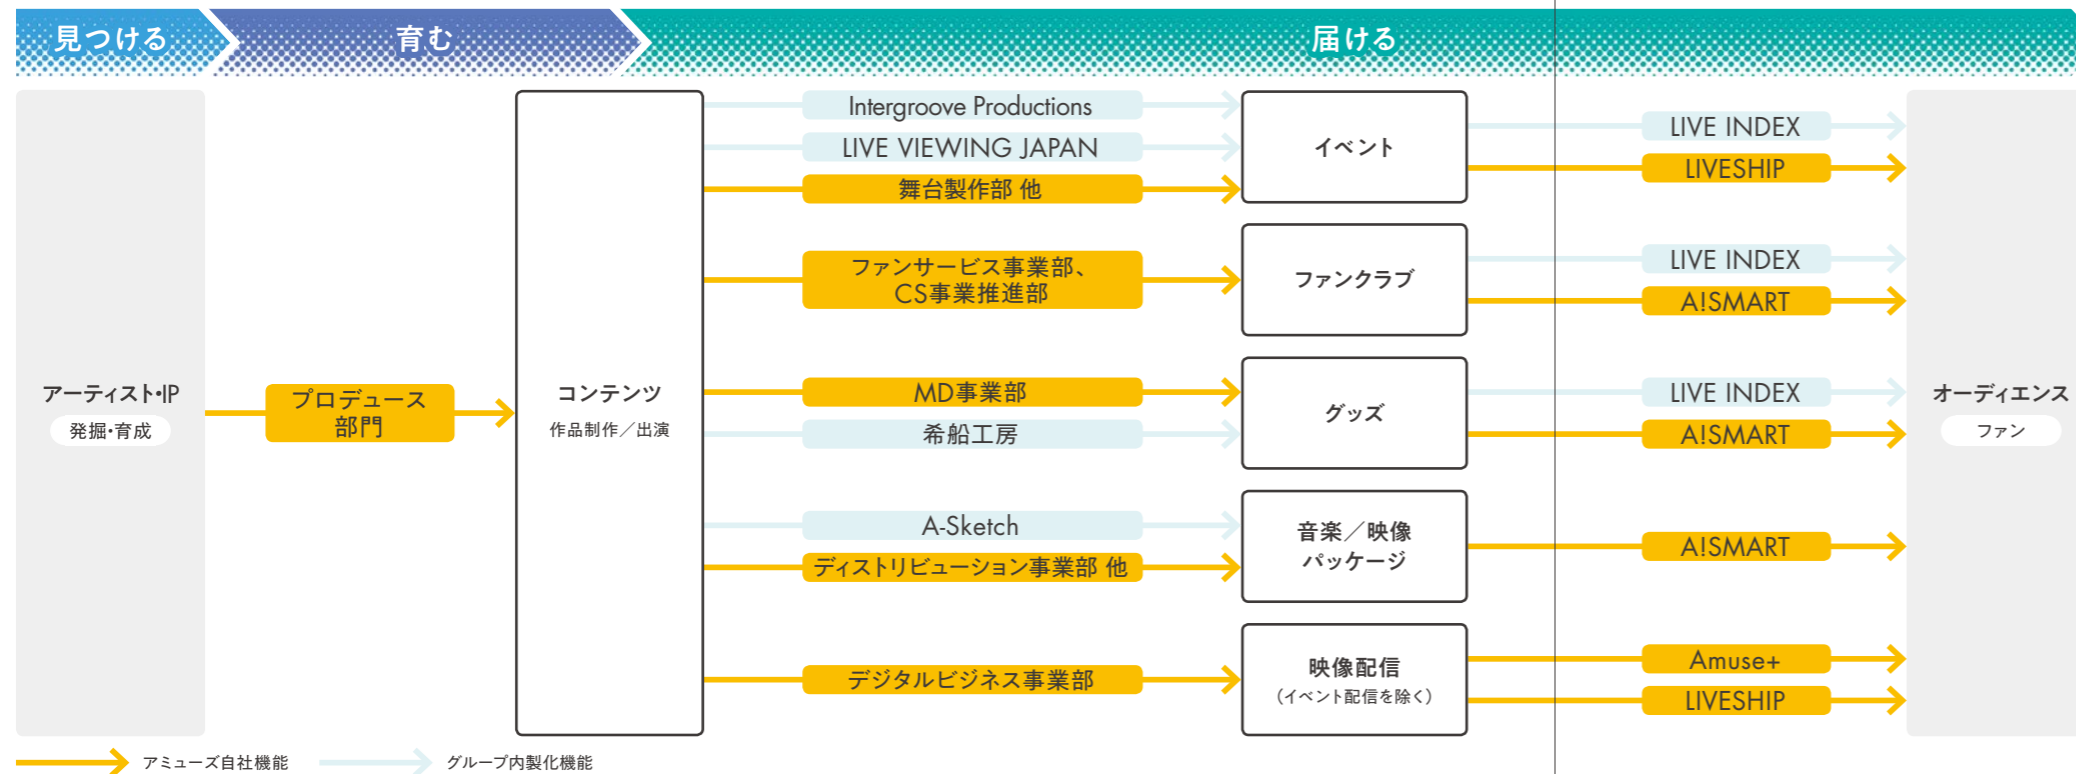 見つける
育む
届ける
アーティスト・IP
発掘・育成
プロデュース
部門
コンテンツ
作品制作／出演
Intergroove Productions
LIVE VIEWING JAPAN
舞台製作部 他
イベント
LIVE INDEX
LIVESHIP
ファンサービス事業部、
CS事業推進部
ファンクラブ
LIVE INDEX
A!SMART
MD事業部
希船工房
グッズ
LIVE INDEX
A!SMART
A-Sketch
ディストリビューション事業部 他
音楽／映像
パッケージ
A!SMART
デジタルビジネス事業部
映像配信
（イベント配信を除く）
Amuse+
LIVESHIP
オーディエンス
ファン
アミューズ自社機能
グループ内製化機能